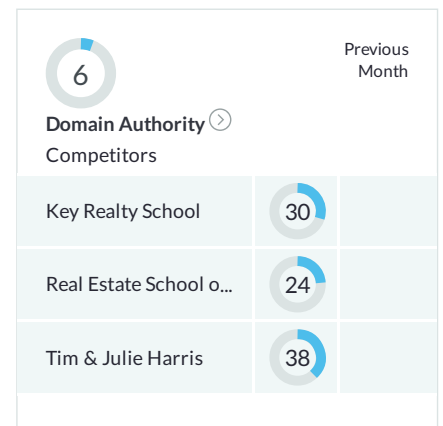 6
Previous
Month
Domain Authority
Competitors
Key Realty School 30
Real Estate School o... 24
Tim & Julie Harris 38